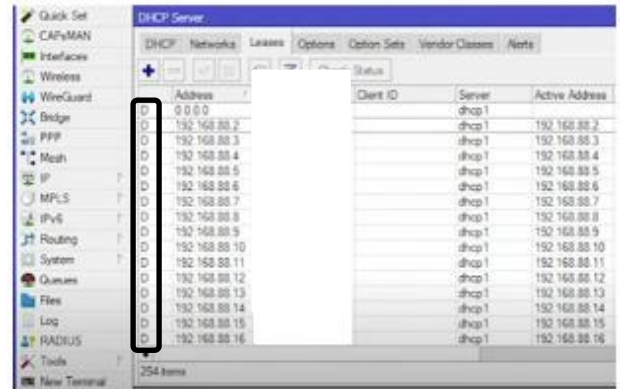 Quick Set
CAPsMAN
Interfaces
Wireless
WireGuard
Bridge
PPP
Mesh
IP
MPLS
IPv6
Routing
System
Queues
Files
Log
RADIUS
Tools
New Terminal
DHCP Server
DHCP Networks Leases Options Option Sets Vendor Classes Alerts
Status
Address Client ID Server Active Address
D 0.0.0.0 dhcp1
D 192.168.88.2 dhcp1 192.168.88.2
D 192.168.88.3 dhcp1 192.168.88.3
D 192.168.88.4 dhcp1 192.168.88.4
D 192.168.88.5 dhcp1 192.168.88.5
D 192.168.88.6 dhcp1 192.168.88.6
D 192.168.88.7 dhcp1 192.168.88.7
D 192.168.88.8 dhcp1 192.168.88.8
D 192.168.88.9 dhcp1 192.168.88.9
D 192.168.88.10 dhcp1 192.168.88.10
D 192.168.88.11 dhcp1 192.168.88.11
D 192.168.88.12 dhcp1 192.168.88.12
D 192.168.88.13 dhcp1 192.168.88.13
D 192.168.88.14 dhcp1 192.168.88.14
D 192.168.88.15 dhcp1 192.168.88.15
D 192.168.88.16 dhcp1 192.168.88.16
254 items